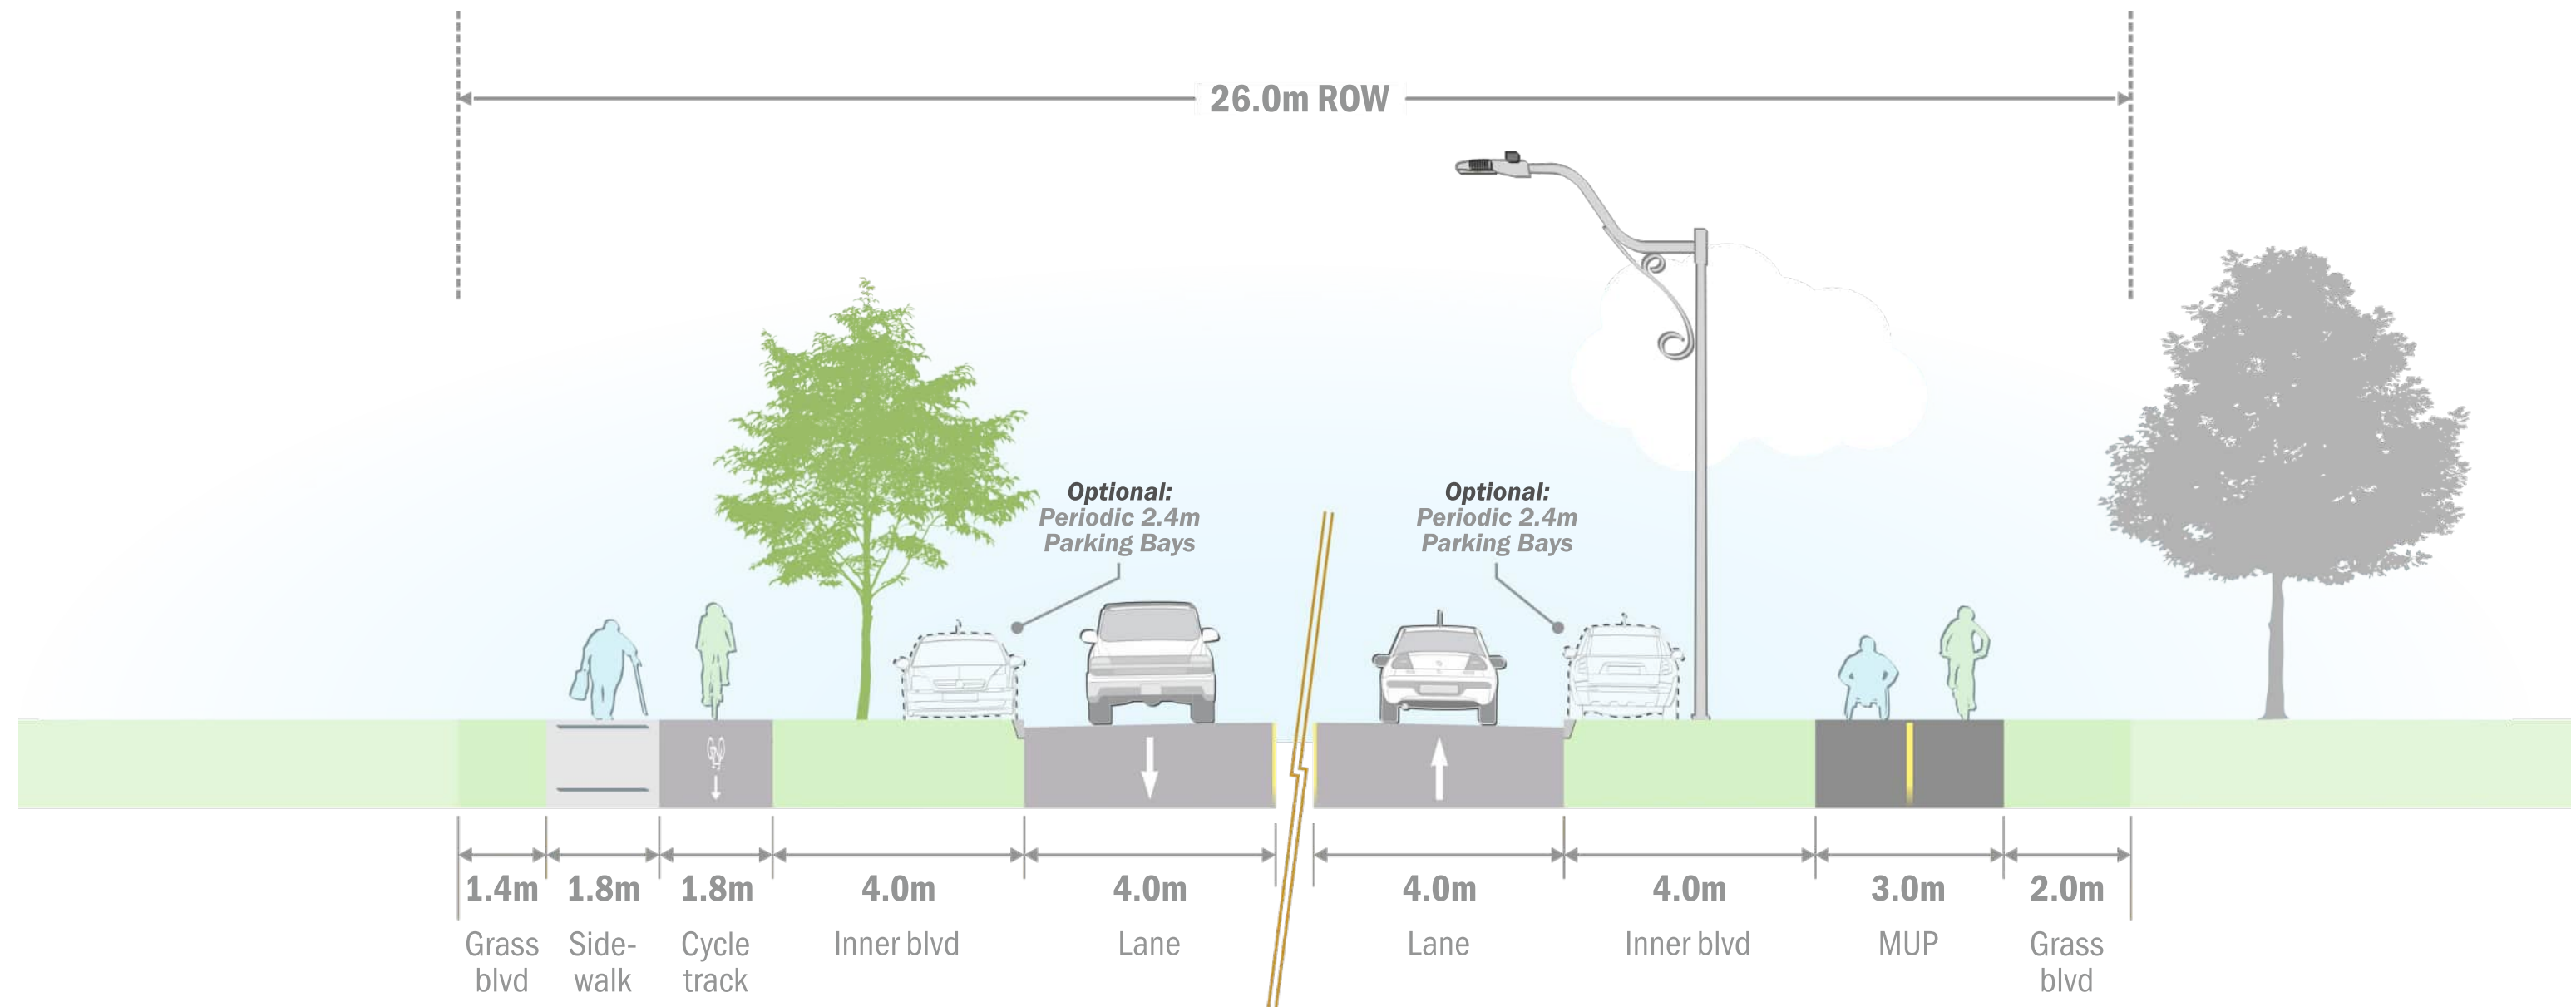 26.0m ROW
Optional:
Periodic 2.4m
Parking Bays
Optional:
Periodic 2.4m
Parking Bays
1.4m
1.8m
1.8m
4.0m
4.0m
4.0m
4.0m
3.0m
2.0m
Grass
blvd
Side-
walk
Cycle
track
Inner blvd
Lane
Lane
Inner blvd
MUP
Grass
blvd